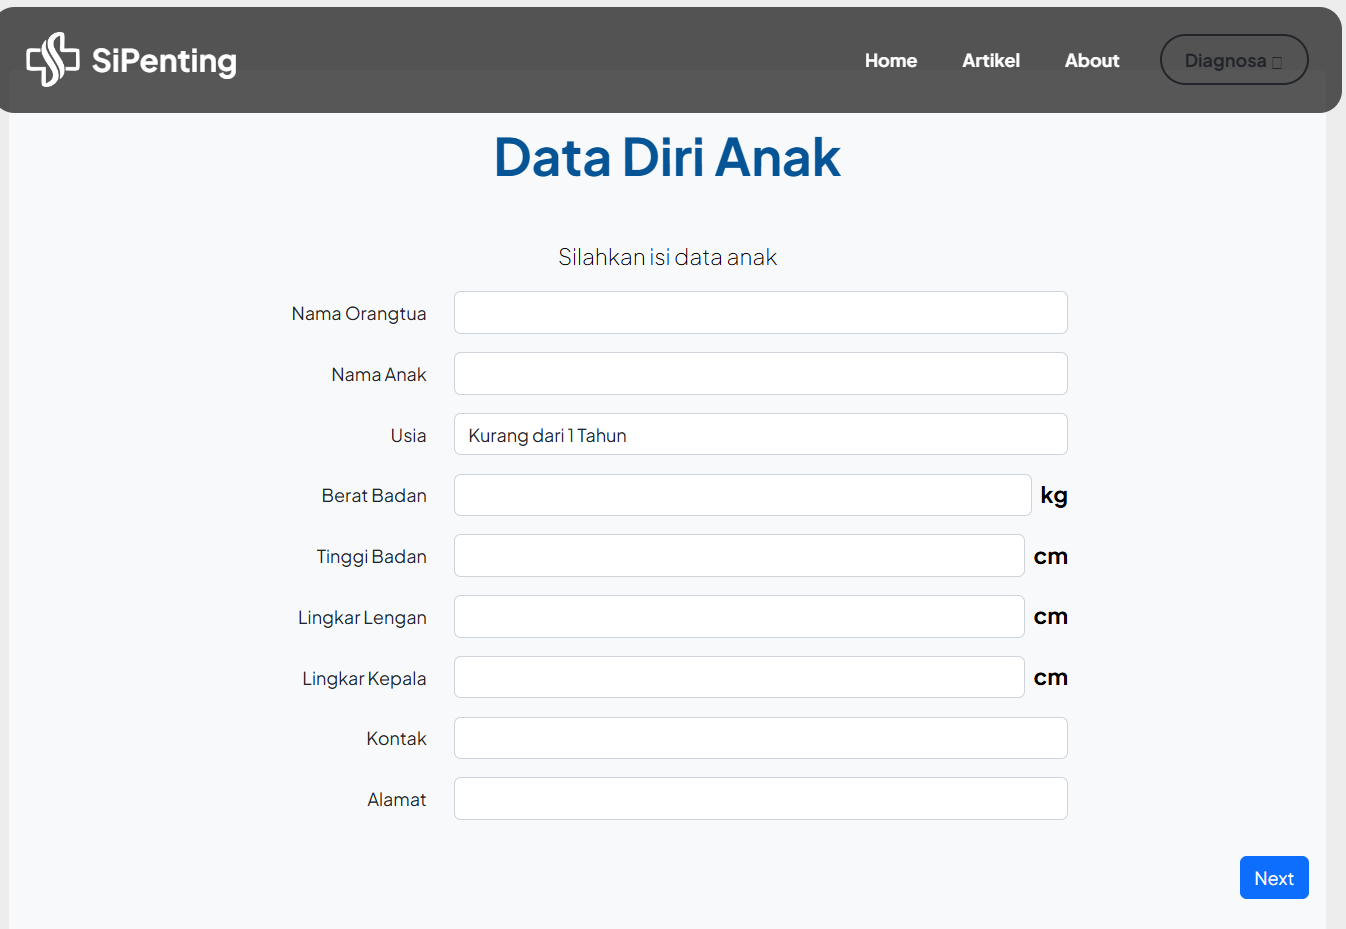 SiPenting
Home Artikel About Diagnosa
Data Diri Anak
Silahkan isi data anak
Nama Orangtua
Nama Anak
Usia Kurang dari 1 Tahun
Berat Badan kg
Tinggi Badan cm
Lingkar Lengan cm
Lingkar Kepala cm
Kontak
Alamat
Next